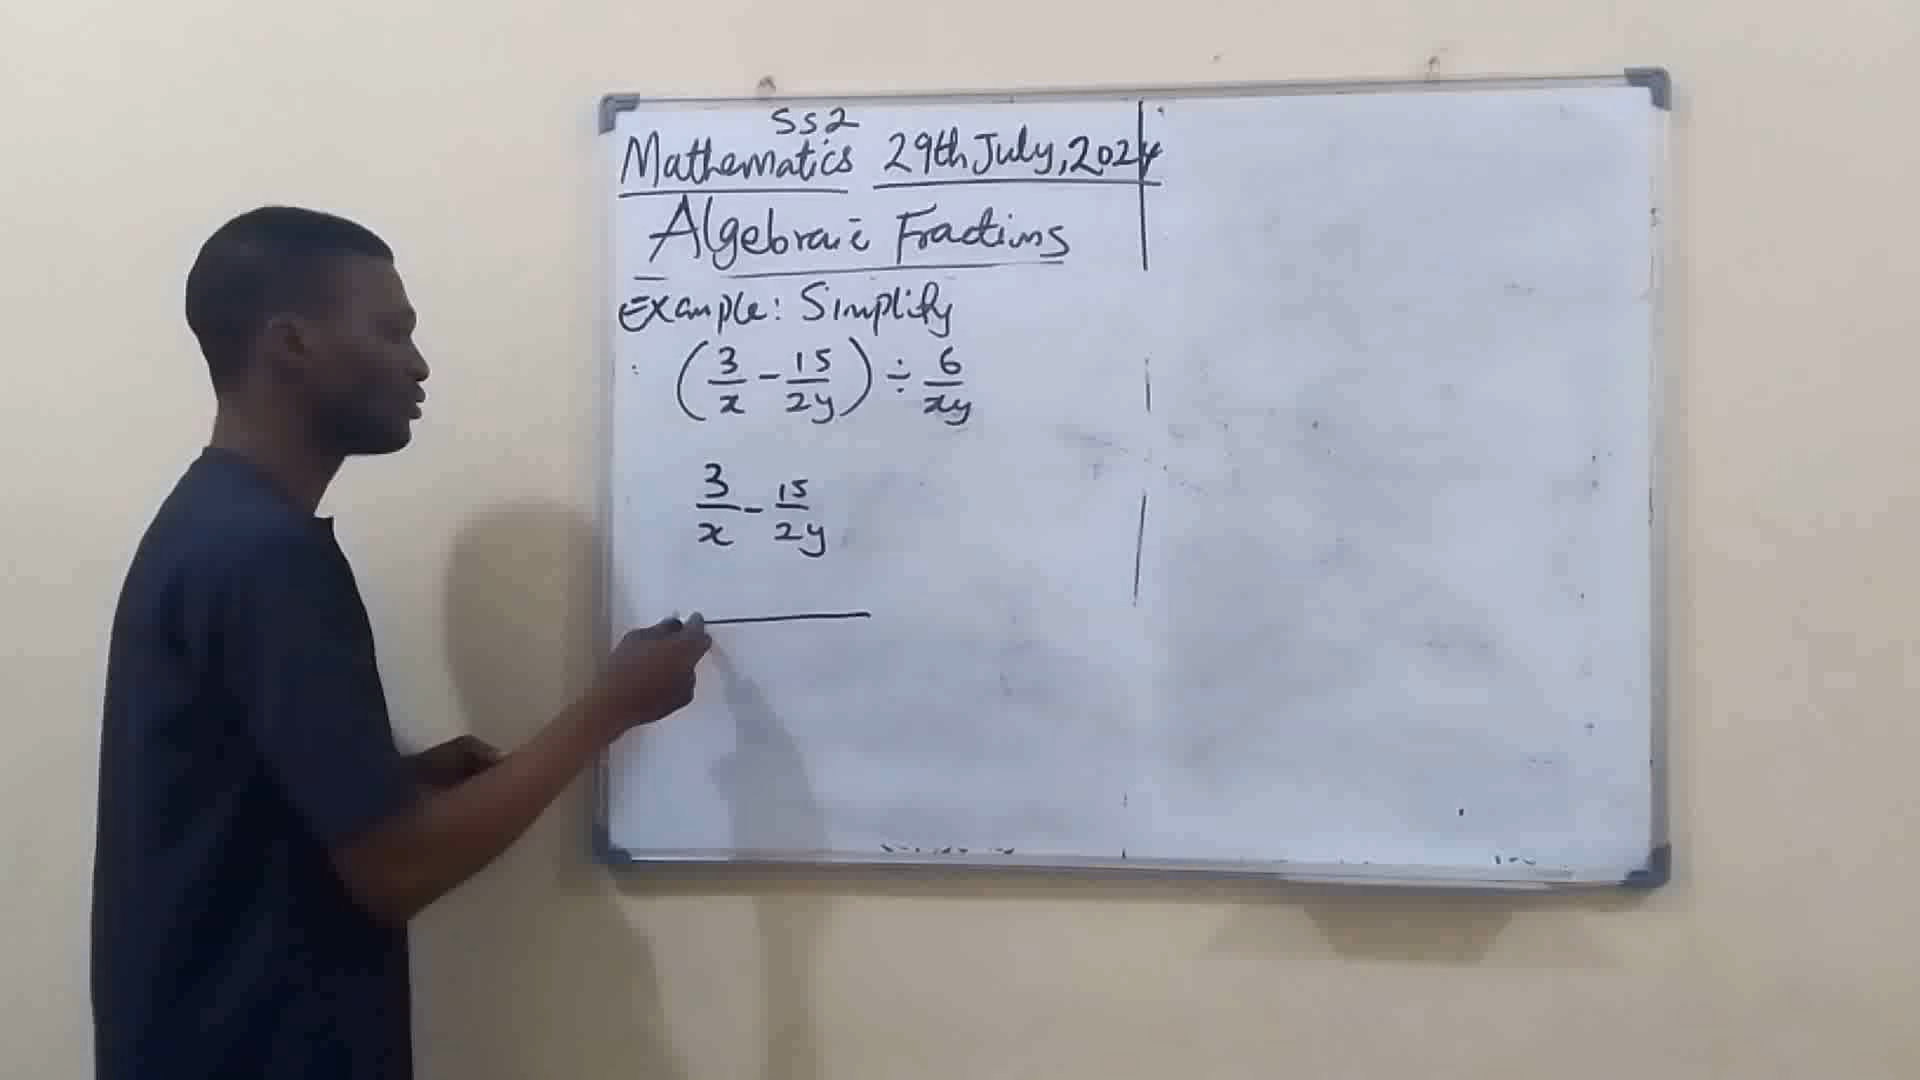 SS2
Mathematics 29th July, 2024
Algebraic Fractions
Example: Simplify
(3/x - 15/2y) ÷ 6/xy
3/x - 15/2y